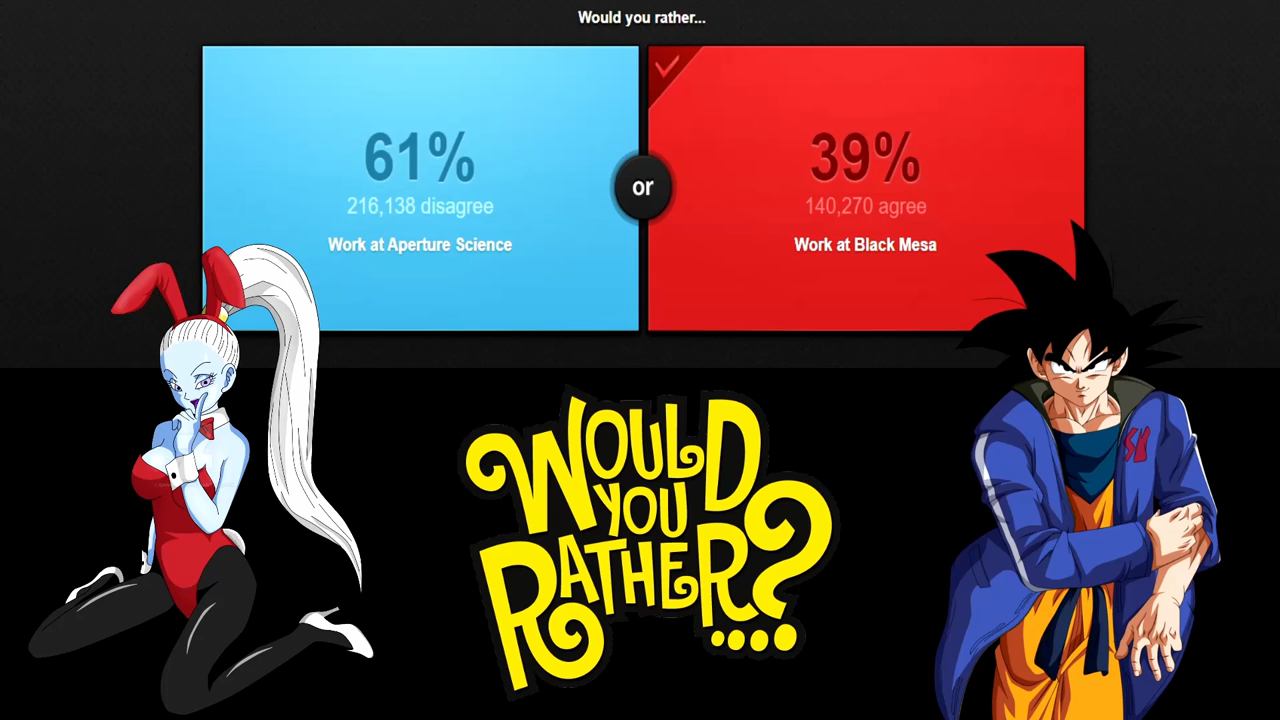 Would you rather...
61%
216,138 disagree
Work at Aperture Science
or
39%
140,270 agree
Work at Black Mesa
WOULD
YOU
RATHER...?